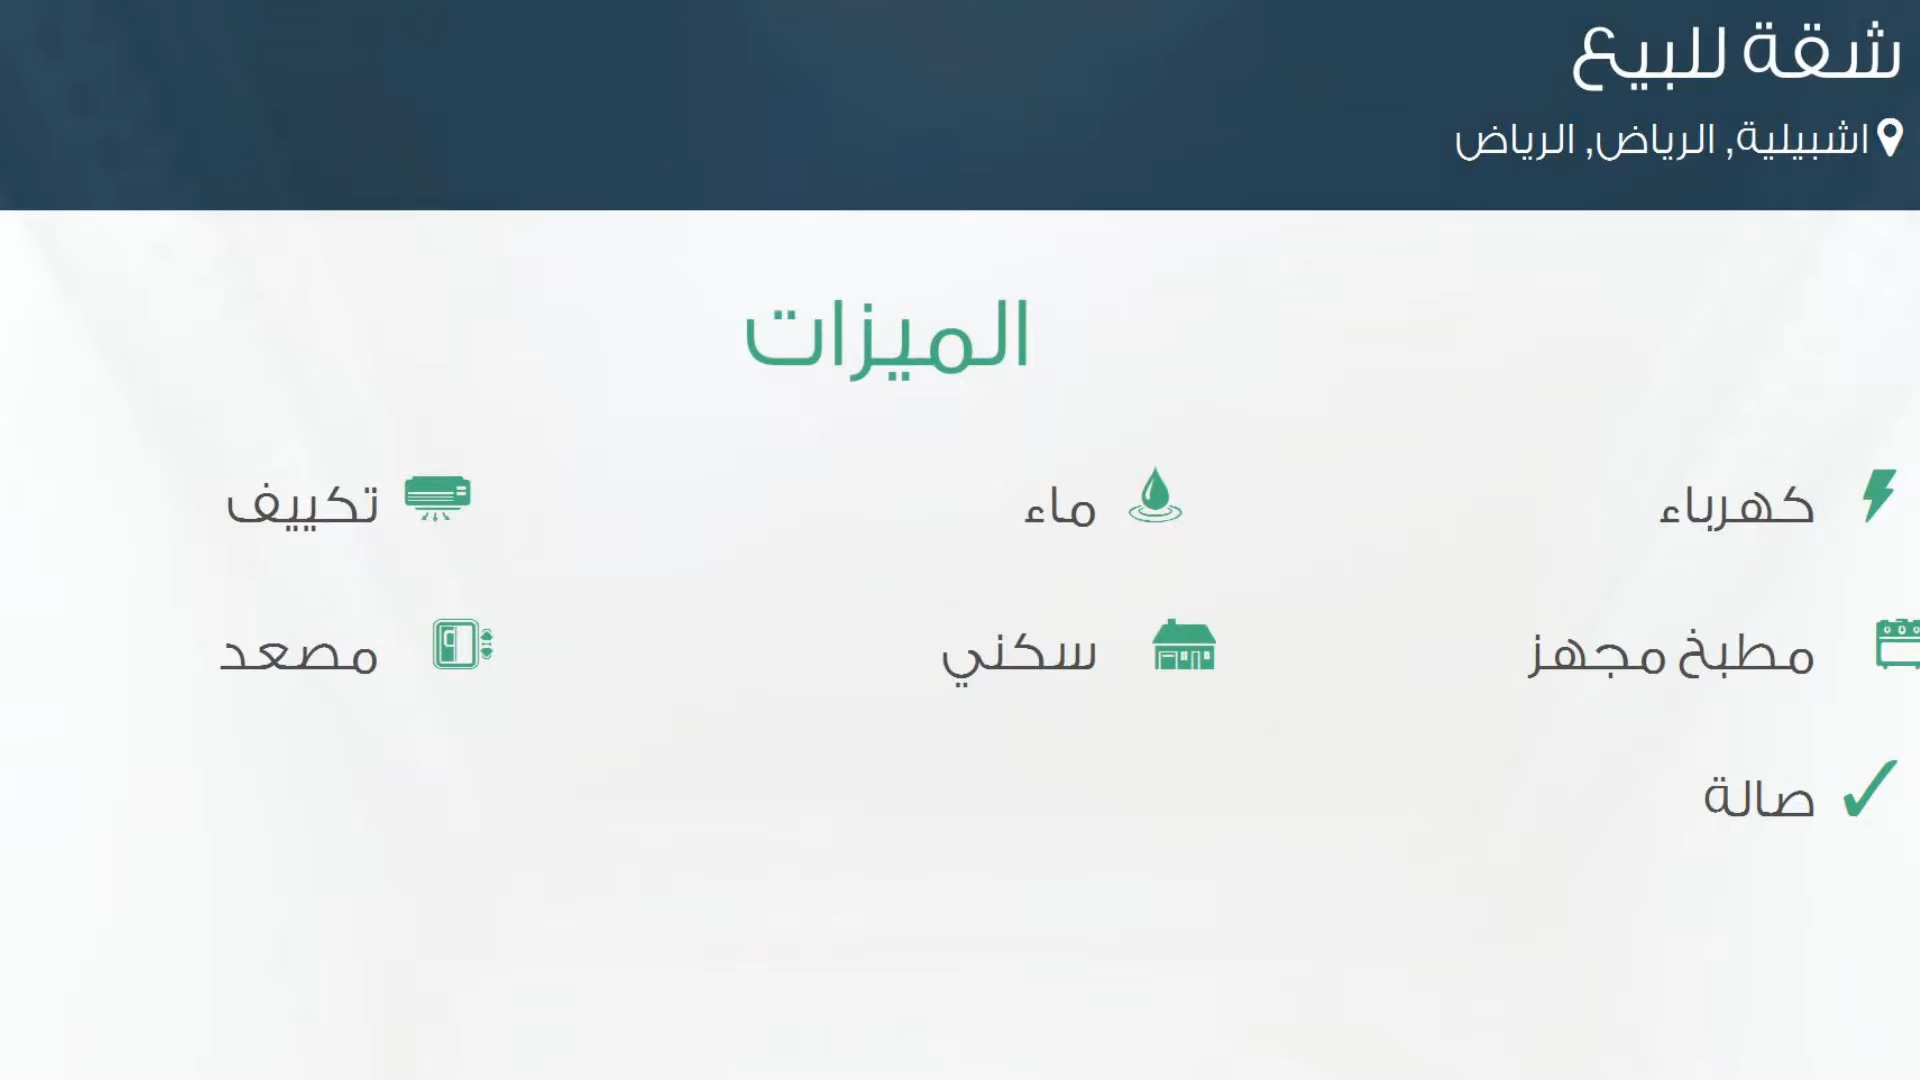 شقة للبيع
اشبيلية, الرياض, الرياض
الميزات
كهرباء ماء تكييف
مطبخ مجهز سكني مصعد
صالة